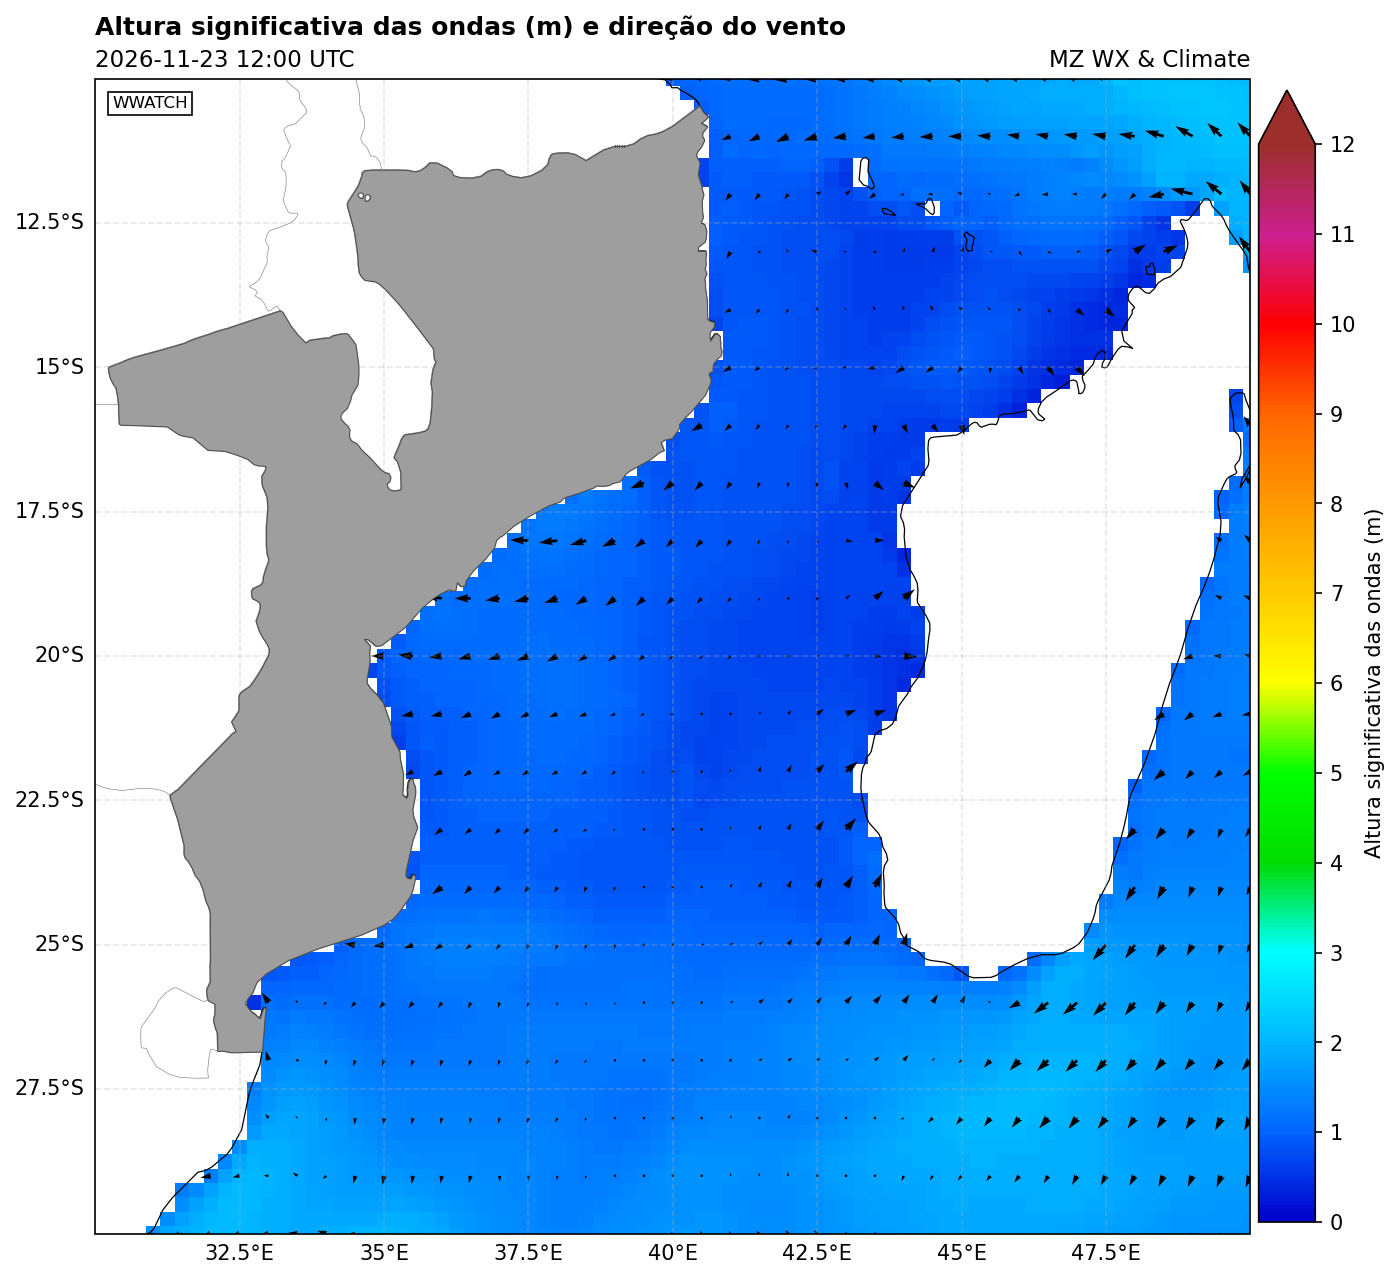 Altura significativa das ondas (m) e direção do vento
2026-11-23 12:00 UTC
MZ WX & Climate
WWATCH
12.5°S
15°S
17.5°S
20°S
22.5°S
25°S
27.5°S
32.5°E
35°E
37.5°E
40°E
42.5°E
45°E
47.5°E
12
11
10
9
8
7
6
5
4
3
2
1
0
Altura significativa das ondas (m)